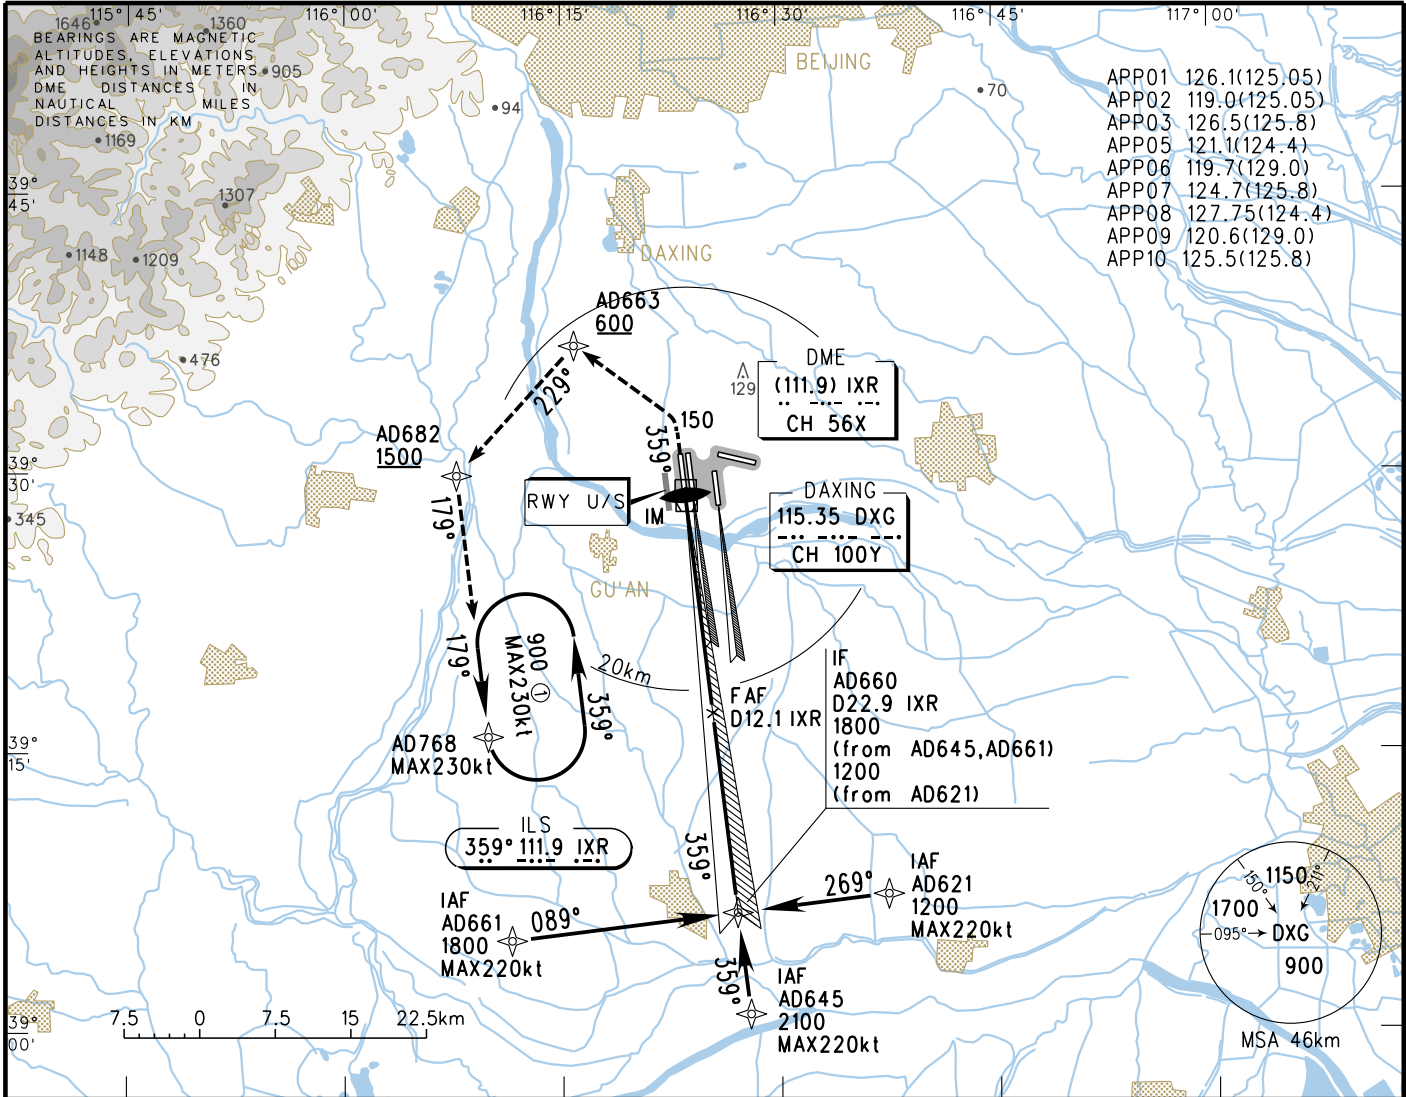 115° 45'
116° 00'
116° 15'
116° 30'
116° 45'
117° 00'
1646
1360
BEARINGS ARE MAGNETIC
ALTITUDES, ELEVATIONS
AND HEIGHTS IN METERS
DME DISTANCES IN
NAUTICAL MILES
DISTANCES IN KM
905
1169
94
70
BEIJING
APP01 126.1(125.05)
APP02 119.0(125.05)
APP03 126.5(125.8)
APP05 121.1(124.4)
APP06 119.7(129.0)
APP07 124.7(125.8)
APP08 127.75(124.4)
APP09 120.6(129.0)
APP10 125.5(125.8)
39°
45'
1307
1148
1209
DAXING
476
AD663
600
229°
129
DME
(111.9) IXR
CH 56X
150
359°
AD682
1500
39°
30'
345
RWY U/S
IM
DAXING
115.35 DXG
CH 100Y
179°
GU'AN
179°
900 ①
MAX230kt
359°
20km
FAF
D12.1 IXR
IF
AD660
D22.9 IXR
1800
(from AD645,AD661)
1200
(from AD621)
39°
15'
AD768
MAX230kt
ILS
359° 111.9 IXR
359°
IAF
AD661
1800
MAX220kt
089°
269°
IAF
AD621
1200
MAX220kt
359°
IAF
AD645
2100
MAX220kt
150°
1150
211°
1700
095°
DXG
900
MSA 46km
39°
00'
7.5 0 7.5 15 22.5km